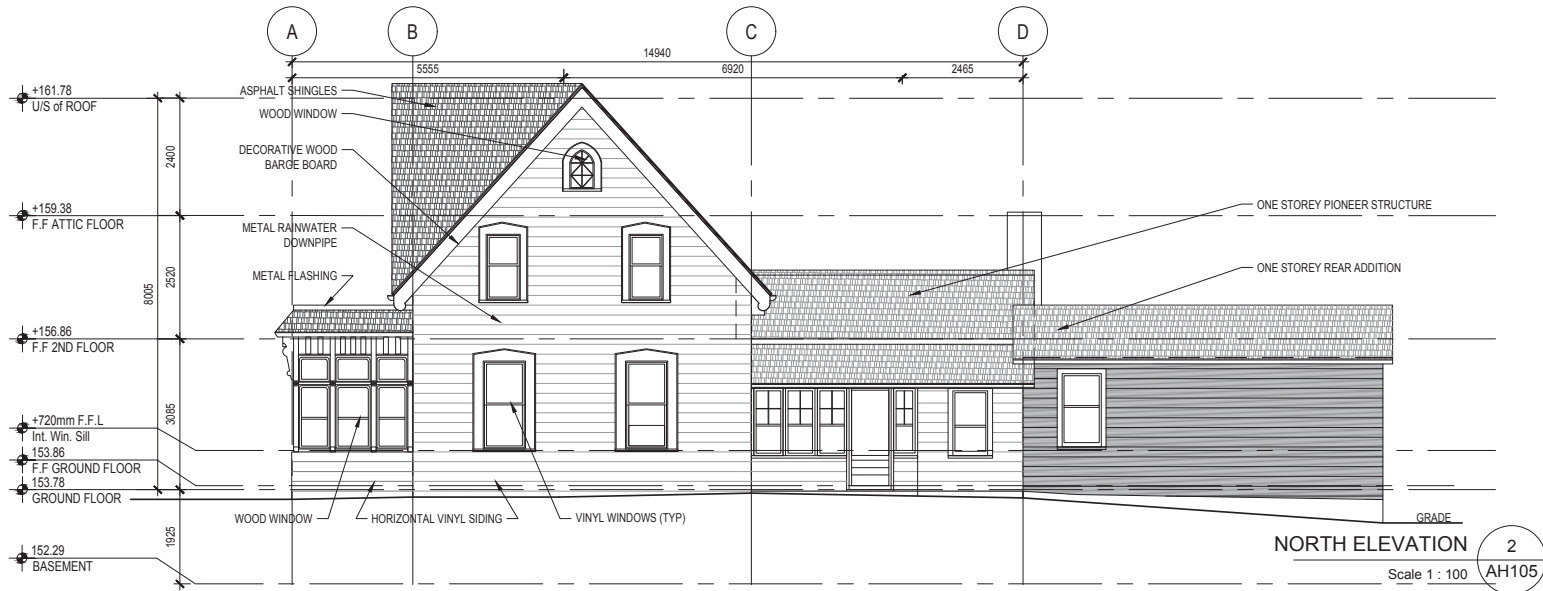 A
B
C
D
14940
5555
6920
2465
+161.78
U/S of ROOF
+159.38
F.F ATTIC FLOOR
+156.86
F.F 2ND FLOOR
+720mm F.F.L
Int. Win. Sill
153.86
F.F GROUND FLOOR
153.78
GROUND FLOOR
152.29
BASEMENT
8005
2400
2520
3085
1925
ASPHALT SHINGLES
WOOD WINDOW
DECORATIVE WOOD
BARGE BOARD
METAL RAINWATER
DOWNPIPE
METAL FLASHING
ONE STOREY PIONEER STRUCTURE
ONE STOREY REAR ADDITION
WOOD WINDOW
HORIZONTAL VINYL SIDING
VINYL WINDOWS (TYP)
GRADE
NORTH ELEVATION
Scale 1 : 100
2
AH105